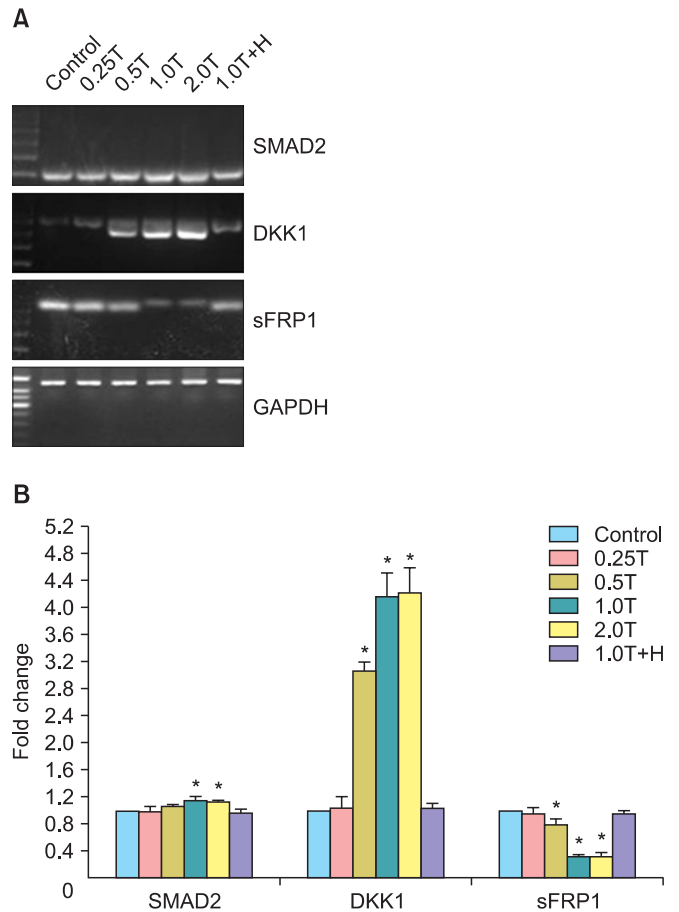 A
Control
0.25T
0.5T
1.0T
2.0T
1.0T+H
SMAD2
DKK1
sFRP1
GAPDH
B
Fold change
5.2
4.8
4.4
4.0
3.6
3.2
2.8
2.4
2.0
1.6
1.2
0.8
0.4
0
* *
* * *
* * *
SMAD2
DKK1
sFRP1
Control
0.25T
0.5T
1.0T
2.0T
1.0T+H